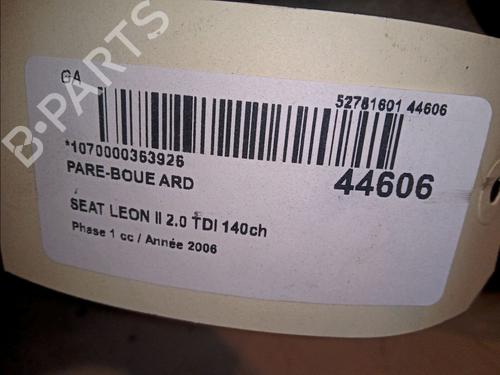 GA
52781601 44606
*1070000363926
PARE-BOUE ARD
44606
SEAT LEON II 2.0 TDI 140ch
Phase 1 cc / Année 2006
B-PARTS